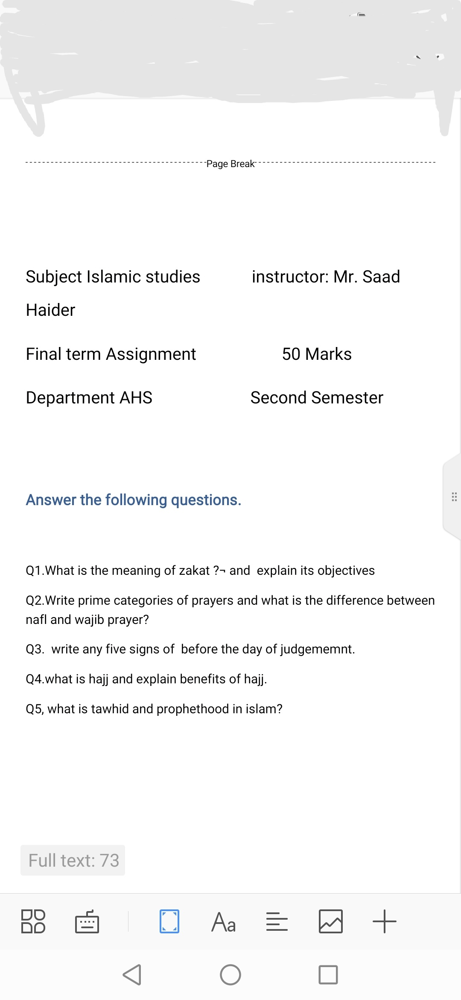 Page Break
Subject Islamic studies instructor: Mr. Saad
Haider
Final term Assignment 50 Marks
Department AHS Second Semester
Answer the following questions.
Q1.What is the meaning of zakat ?¬ and explain its objectives
Q2.Write prime categories of prayers and what is the difference between
nafl and wajib prayer?
Q3. write any five signs of before the day of judgememnt.
Q4.what is hajj and explain benefits of hajj.
Q5, what is tawhid and prophethood in islam?
Full text: 73
Aa